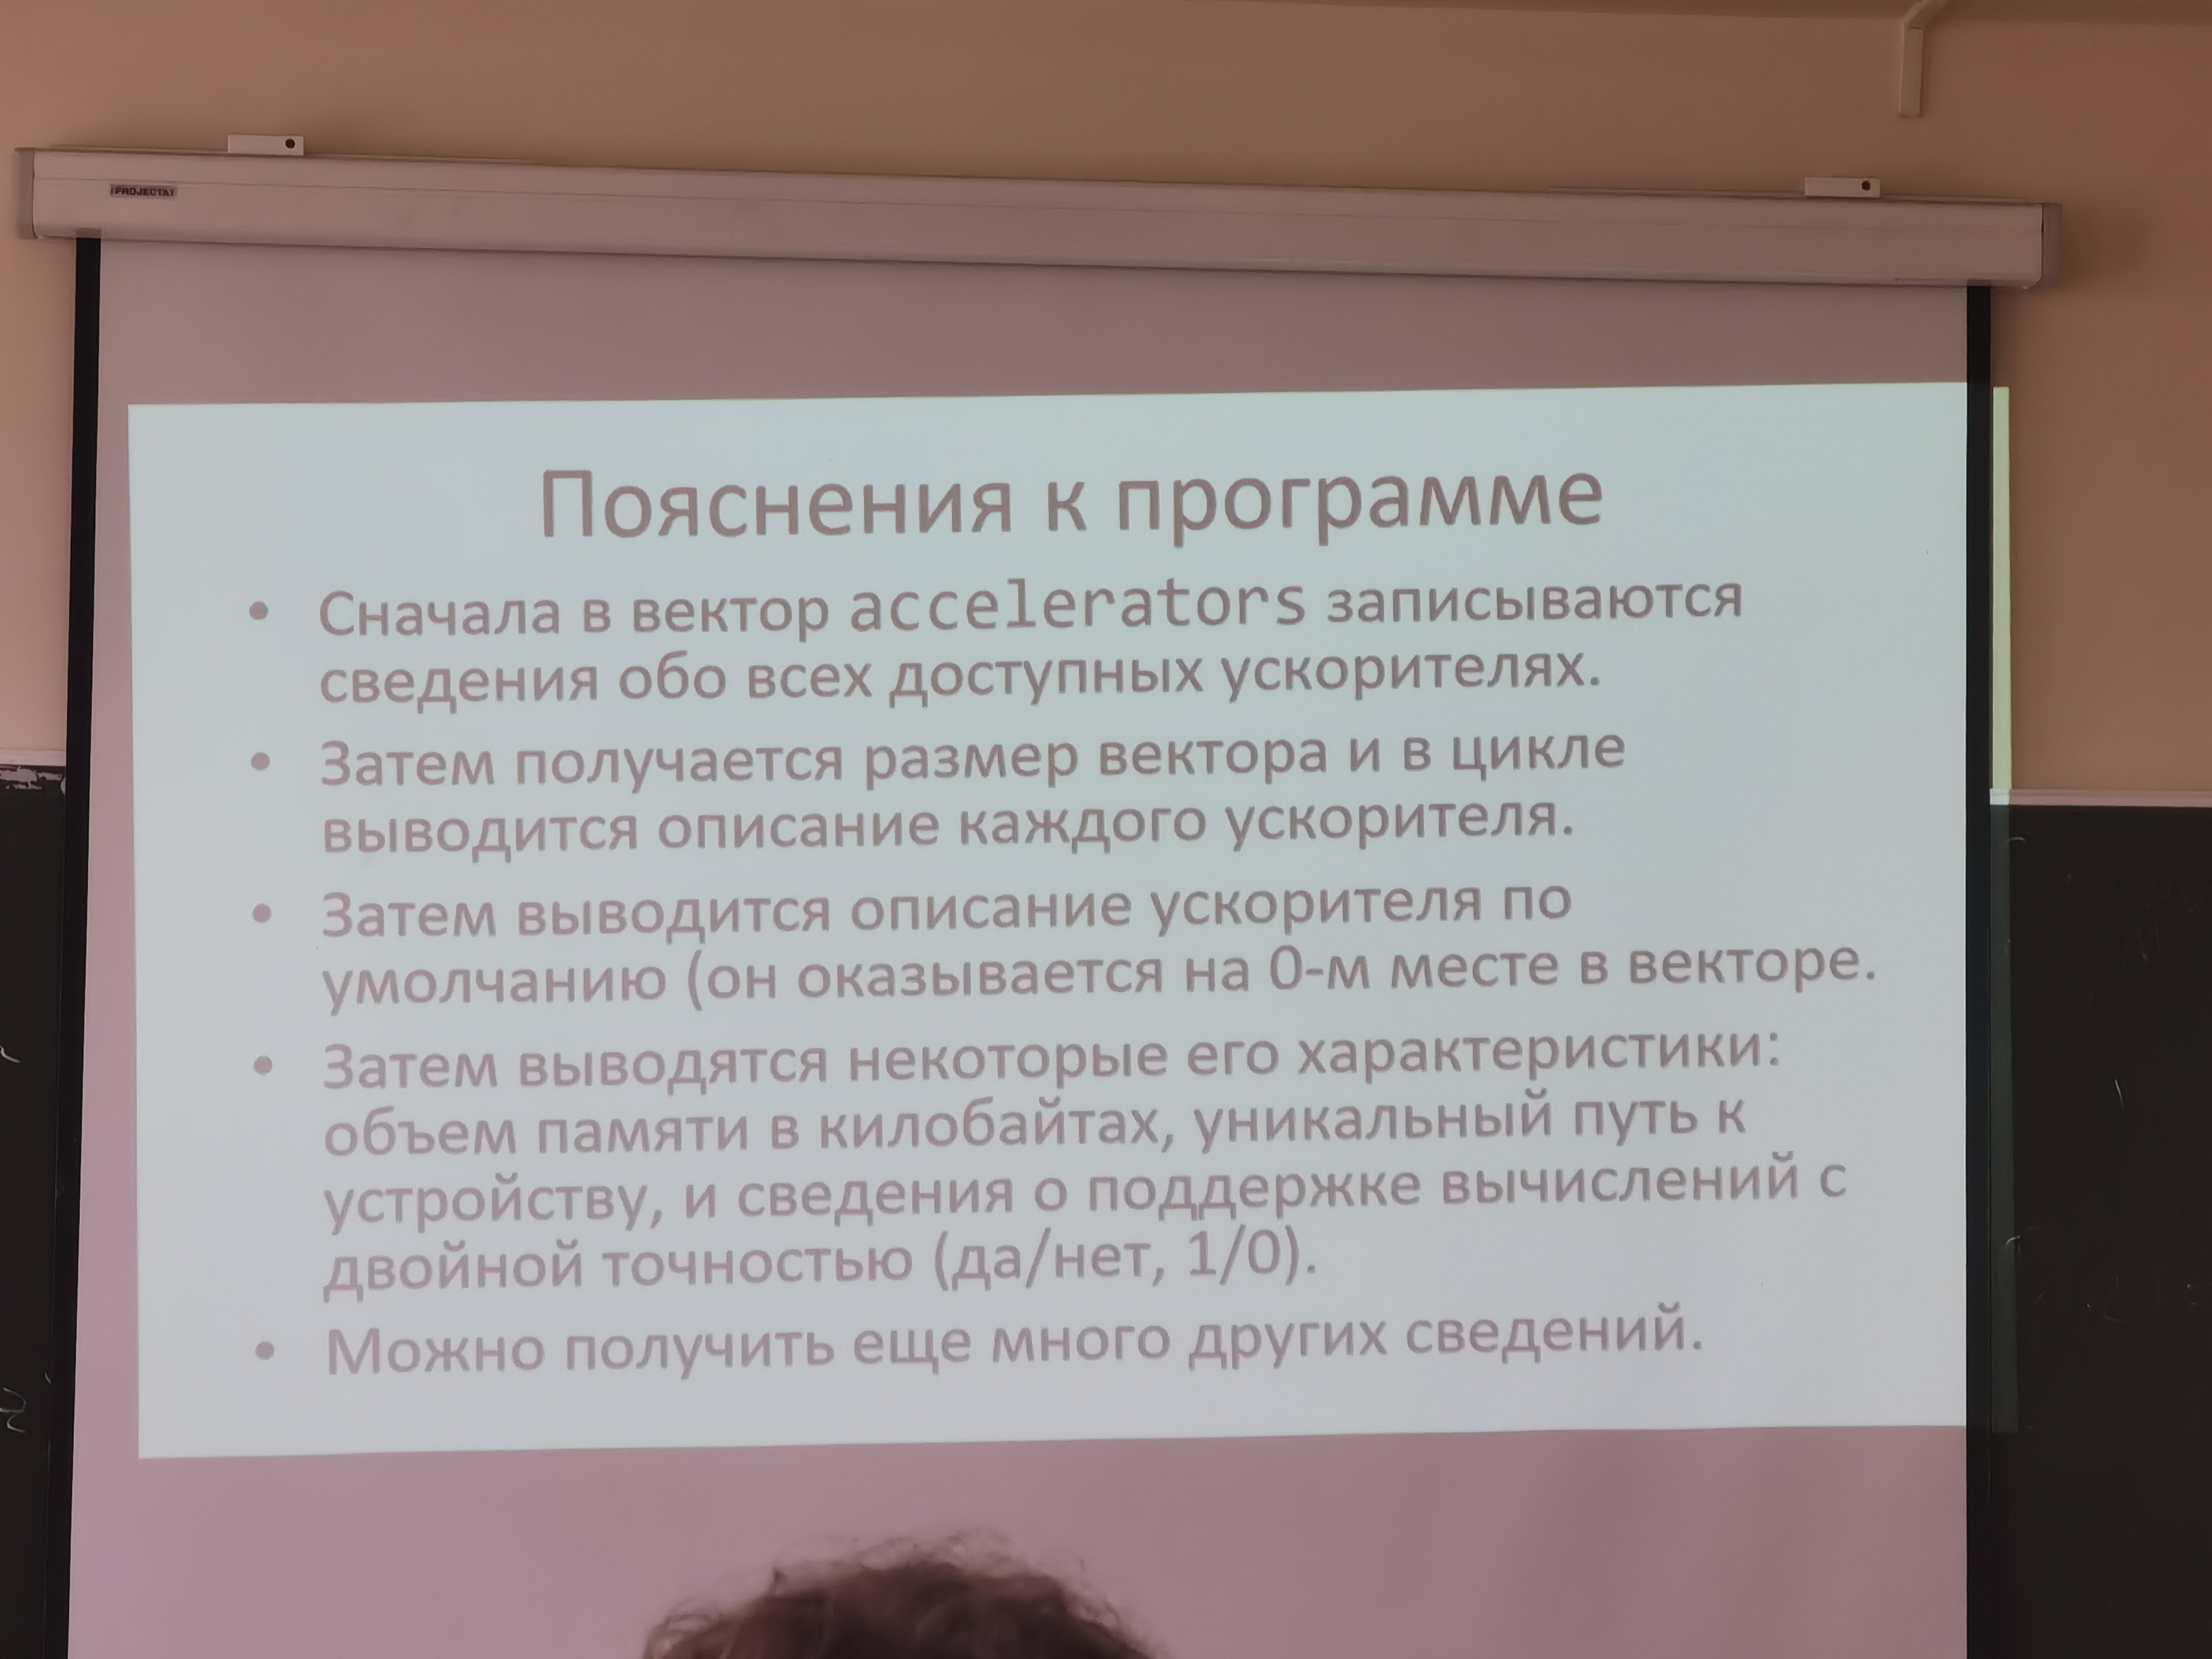 PROJECTA
Пояснения к программе
• Сначала в вектор accelerators записываются
сведения обо всех доступных ускорителях.
• Затем получается размер вектора и в цикле
выводится описание каждого ускорителя.
• Затем выводится описание ускорителя по
умолчанию (он оказывается на 0-м месте в векторе.
• Затем выводятся некоторые его характеристики:
объем памяти в килобайтах, уникальный путь к
устройству, и сведения о поддержке вычислений с
двойной точностью (да/нет, 1/0).
• Можно получить еще много других сведений.